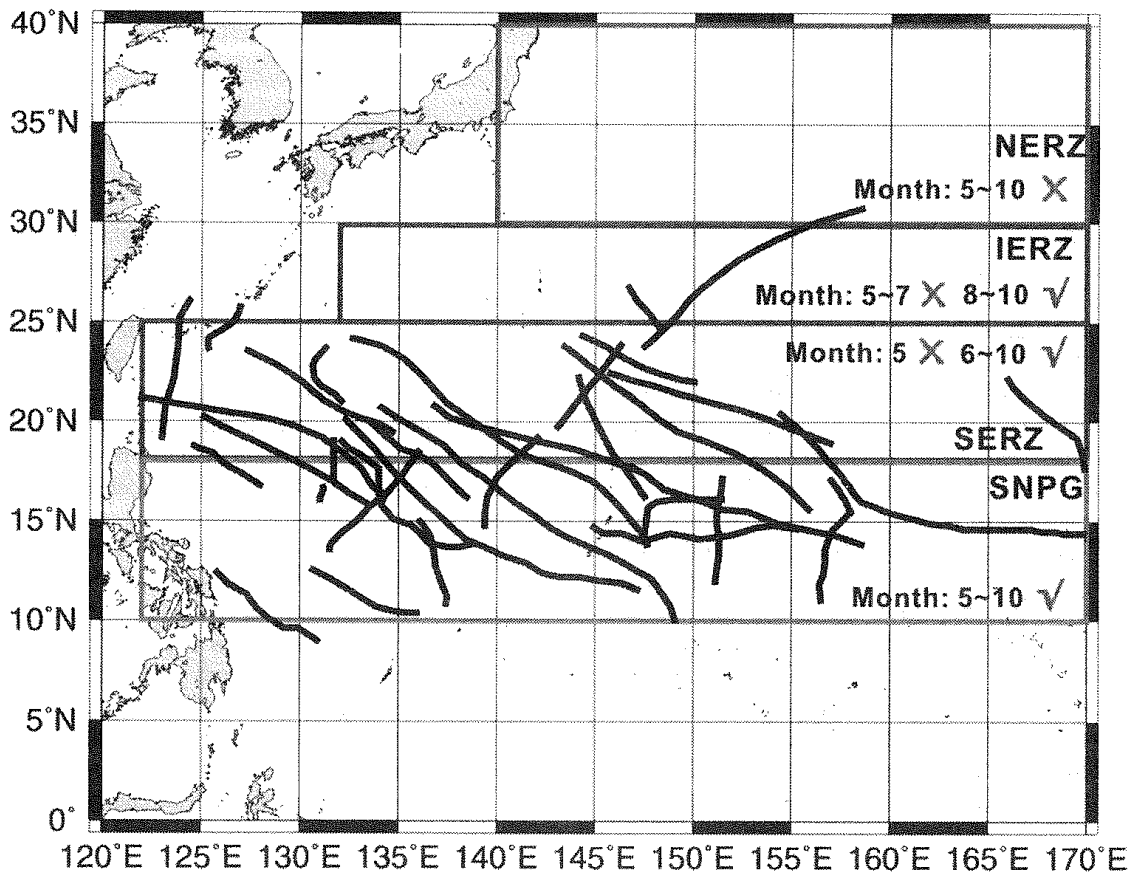 40°N
35°N
NERZ
Month: 5~10 X
30°N
IERZ
Month: 5~7 X 8~10 √
25°N
Month: 5 X 6~10 √
20°N
SERZ
SNPG
15°N
Month: 5~10 √
10°N
5°N
0°
120°E 125°E 130°E 135°E 140°E 145°E 150°E 155°E 160°E 165°E 170°E